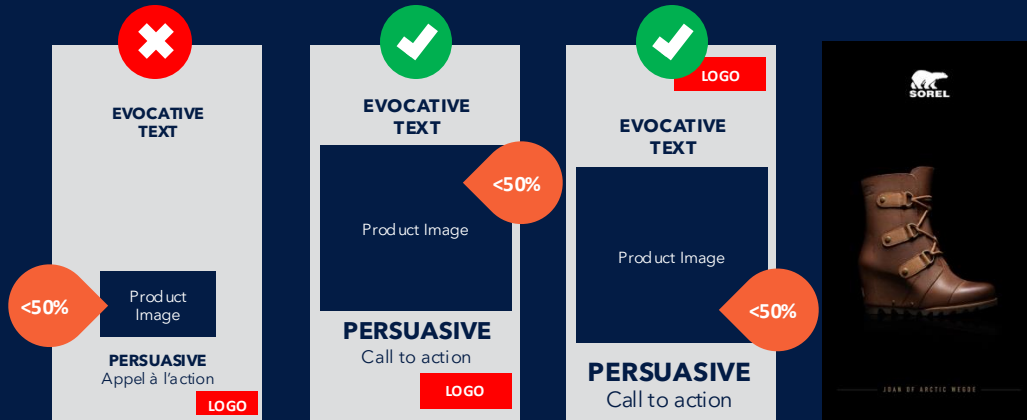 EVOCATIVE
TEXT
<50%
Product
Image
PERSUASIVE
Appel à l'action
LOGO
EVOCATIVE
TEXT
<50%
Product Image
PERSUASIVE
Call to action
LOGO
LOGO
EVOCATIVE
TEXT
Product Image
<50%
PERSUASIVE
Call to action
SOREL
JOAN OF ARCTIC WEDGE